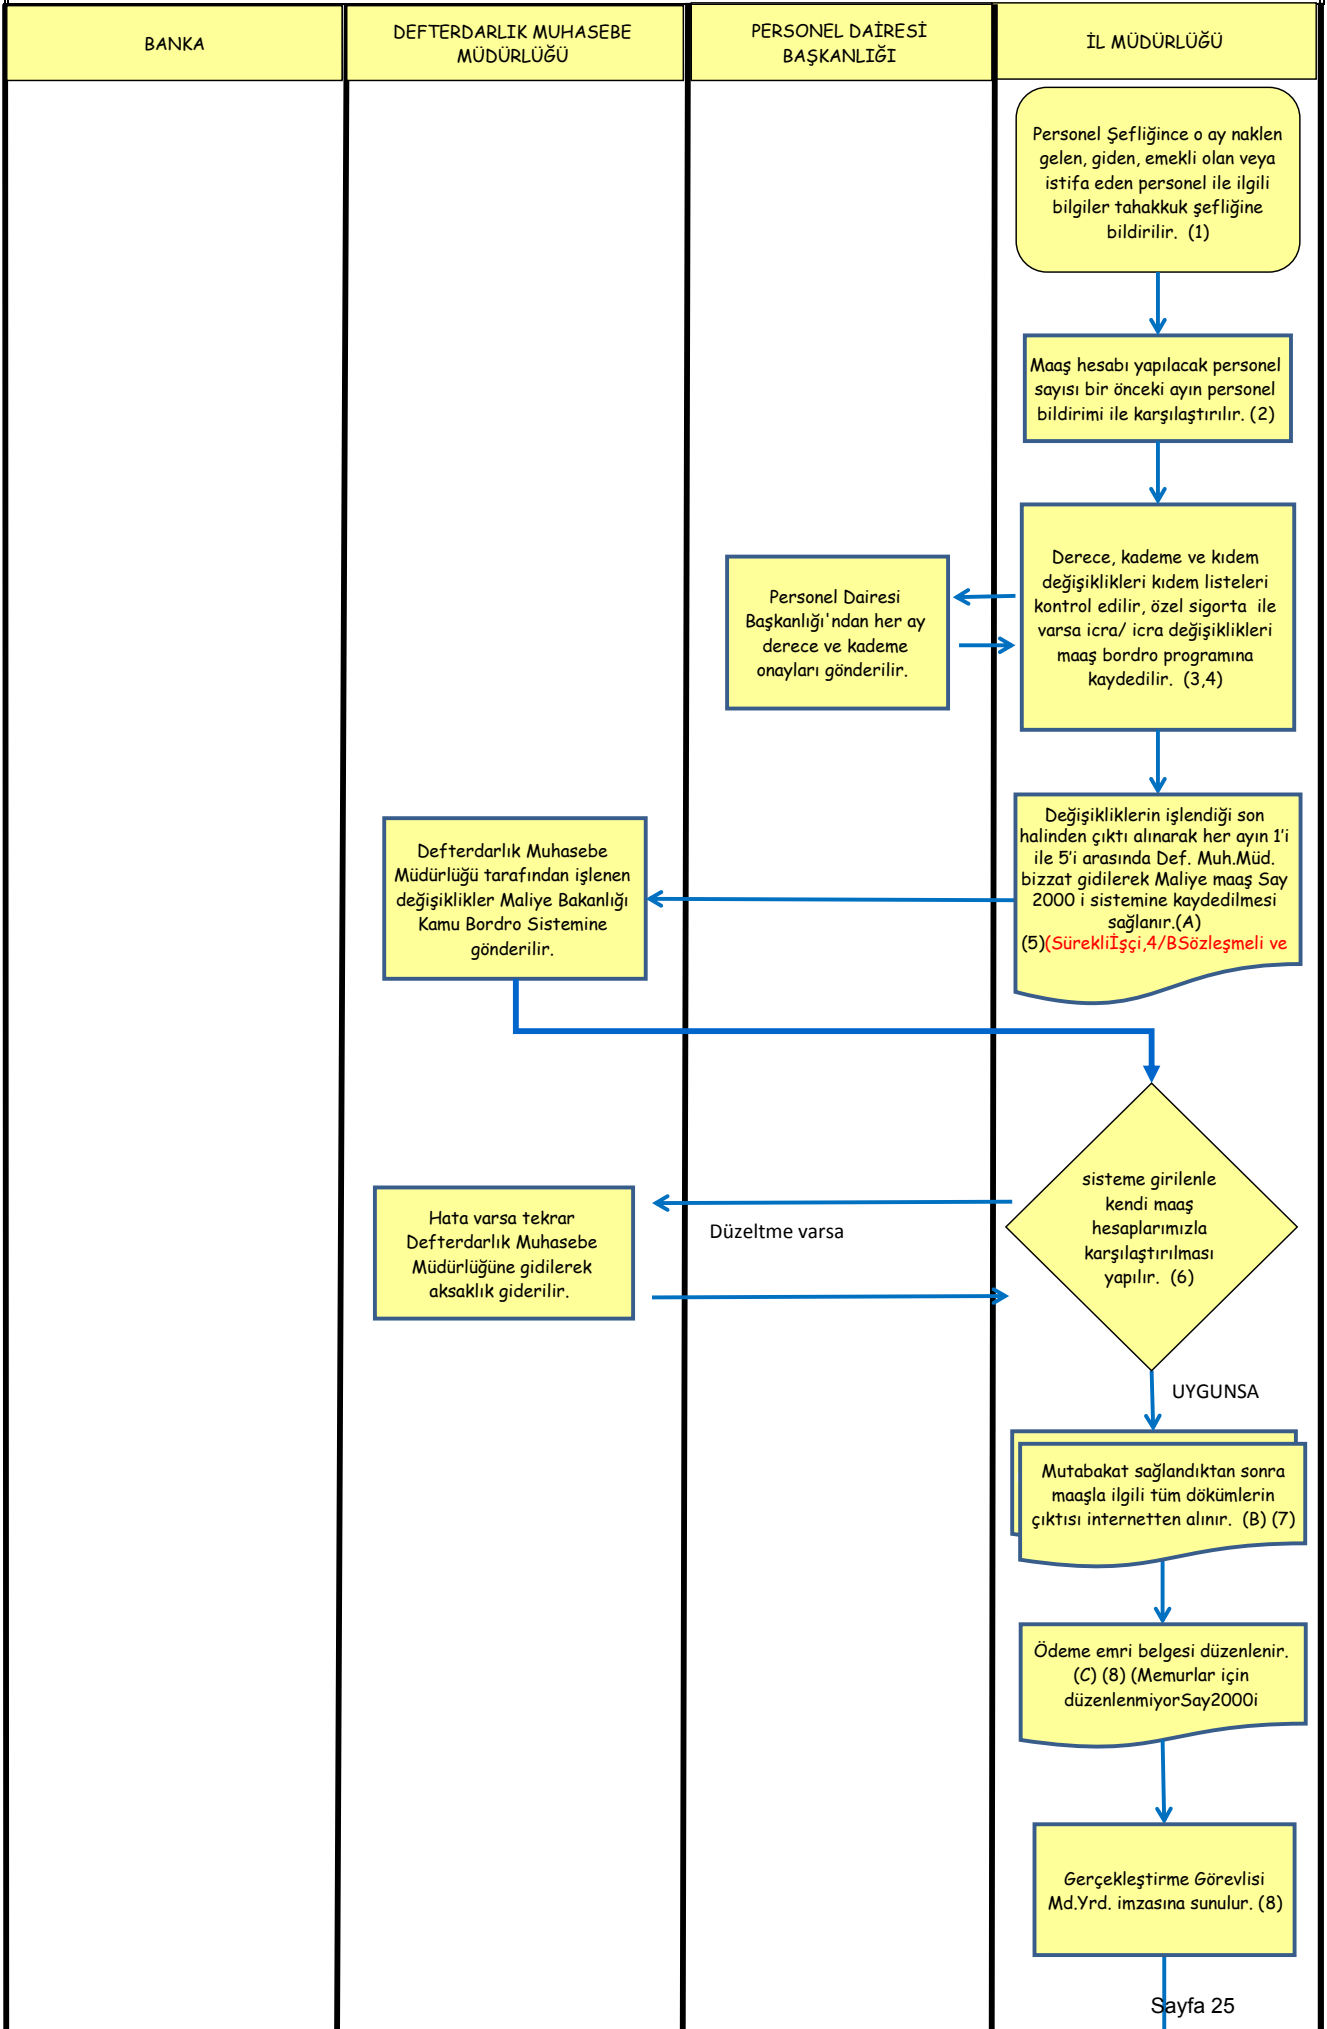 BANKA
DEFTERDARLIK MUHASEBE
MÜDÜRLÜĞÜ
PERSONEL DAİRESİ
BAŞKANLIĞI
İL MÜDÜRLÜĞÜ
Personel Şefliğince o ay naklen
gelen, giden, emekli olan veya
istifa eden personel ile ilgili
bilgiler tahakkuk şefliğine
bildirilir. (1)
Maaş hesabı yapılacak personel
sayısı bir önceki ayın personel
bildirimi ile karşılaştırılır. (2)
Derece, kademe ve kıdem
değişiklikleri kıdem listeleri
kontrol edilir, özel sigorta ile
varsa icra/ icra değişiklikleri
maaş bordro programına
kaydedilir. (3,4)
Personel Dairesi
Başkanlığı'ndan her ay
derece ve kademe
onayları gönderilir.
Değişikliklerin işlendiği son
halinden çıktı alınarak her ayın 1'i
ile 5'i arasında Def. Muh.Müd.
bizzat gidilerek Maliye maaş Say
2000 i sistemine kaydedilmesi
sağlanır.(A)
(5)(Sürekliİşçi,4/BSözleşmeli ve
Defterdarlık Muhasebe
Müdürlüğü tarafından işlenen
değişiklikler Maliye Bakanlığı
Kamu Bordro Sistemine
gönderilir.
sisteme girilenle
kendi maaş
hesaplarımızla
karşılaştırılması
yapılır. (6)
Düzeltme varsa
Hata varsa tekrar
Defterdarlık Muhasebe
Müdürlüğüne gidilerek
aksaklık giderilir.
UYGUNSA
Mutabakat sağlandıktan sonra
maaşla ilgili tüm dökümlerin
çıktısı internetten alınır. (B) (7)
Ödeme emri belgesi düzenlenir.
(C) (8) (Memurlar için
düzenlenmiyorSay2000i
Gerçekleştirme Görevlisi
Md.Yrd. imzasına sunulur. (8)
Sayfa 25